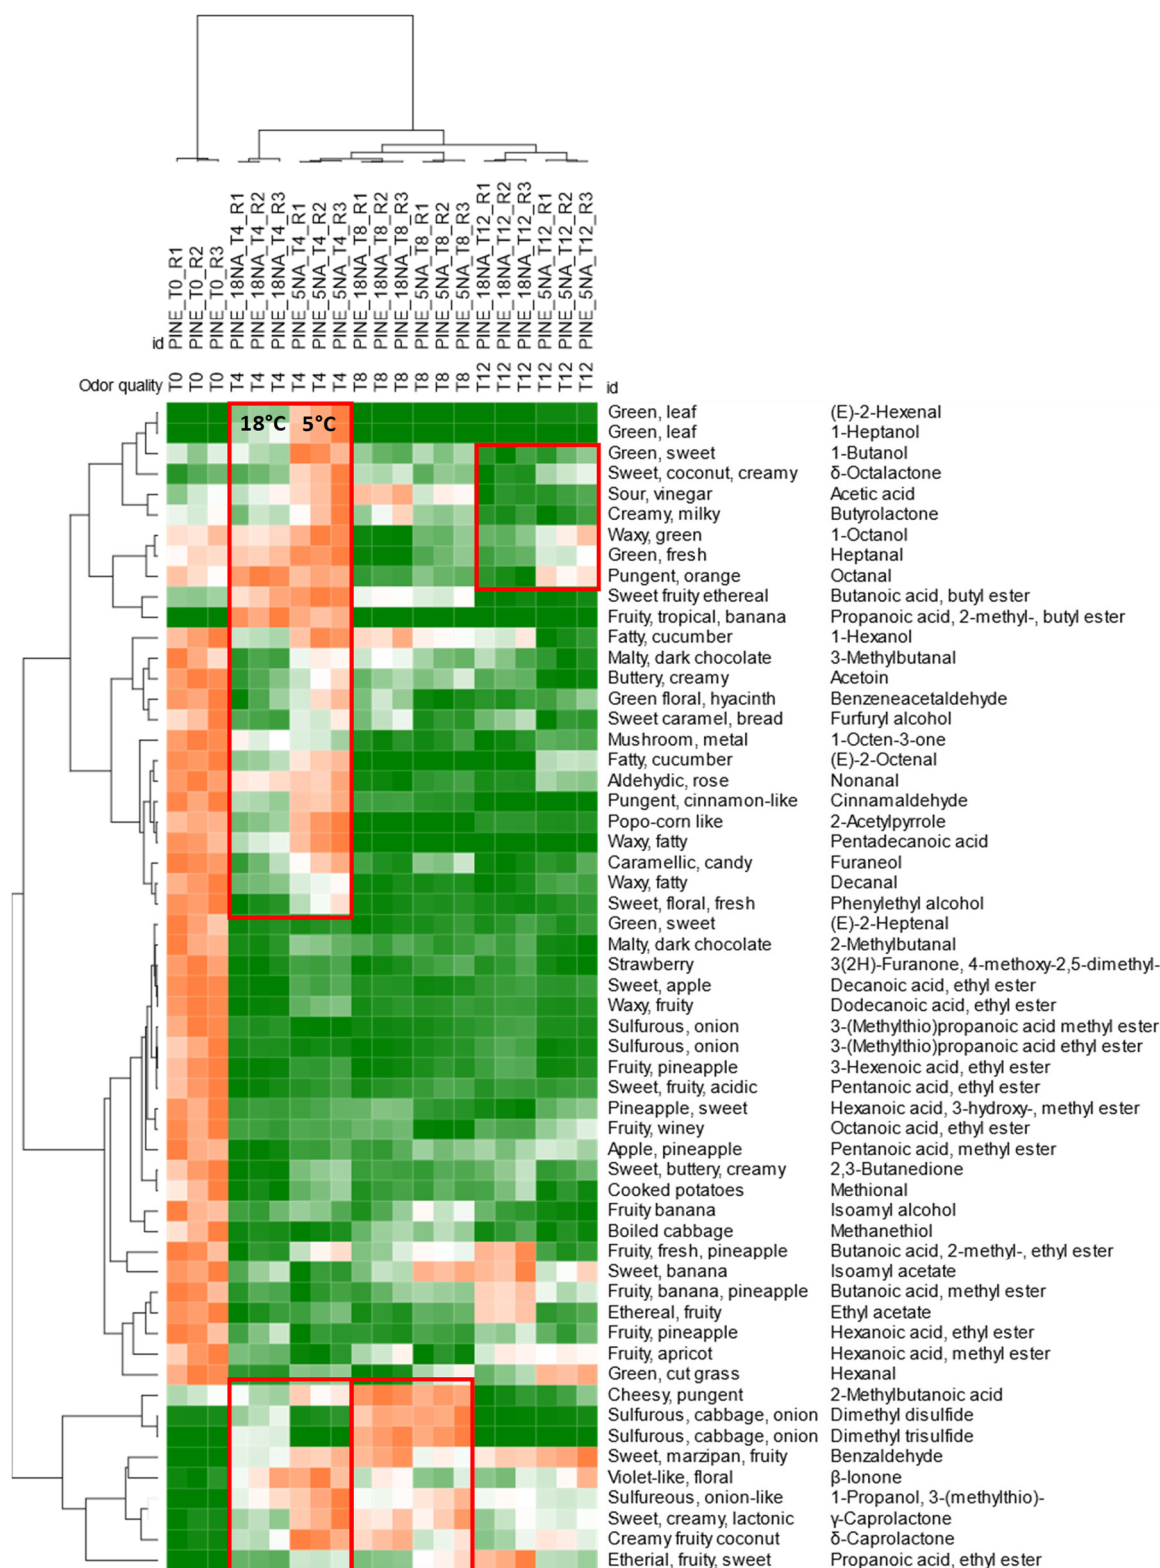 id
PINE_T0_R1
PINE_T0_R2
PINE_T0_R3
PINE_18NA_T4_R1
PINE_18NA_T4_R2
PINE_18NA_T4_R3
PINE_5NA_T4_R1
PINE_5NA_T4_R2
PINE_5NA_T4_R3
PINE_18NA_T8_R1
PINE_18NA_T8_R2
PINE_18NA_T8_R3
PINE_5NA_T8_R1
PINE_5NA_T8_R2
PINE_5NA_T8_R3
PINE_18NA_T12_R1
PINE_18NA_T12_R2
PINE_18NA_T12_R3
PINE_5NA_T12_R1
PINE_5NA_T12_R2
PINE_5NA_T12_R3
Odor quality T0 T0 T0 T4 T4 T4 T4 T4 T4 T8 T8 T8 T8 T8 T8 T12 T12 T12 T12 T12 T12 id
18°C 5°C
Green, leaf (E)-2-Hexenal
Green, leaf 1-Heptanol
Green, sweet 1-Butanol
Sweet, coconut, creamy δ-Octalactone
Sour, vinegar Acetic acid
Creamy, milky Butyrolactone
Waxy, green 1-Octanol
Green, fresh Heptanal
Pungent, orange Octanal
Sweet fruity ethereal Butanoic acid, butyl ester
Fruity, tropical, banana Propanoic acid, 2-methyl-, butyl ester
Fatty, cucumber 1-Hexanol
Malty, dark chocolate 3-Methylbutanal
Buttery, creamy Acetoin
Green floral, hyacinth Benzeneacetaldehyde
Sweet caramel, bread Furfuryl alcohol
Mushroom, metal 1-Octen-3-one
Fatty, cucumber (E)-2-Octenal
Aldehydic, rose Nonanal
Pungent, cinnamon-like Cinnamaldehyde
Popo-corn like 2-Acetylpyrrole
Waxy, fatty Pentadecanoic acid
Caramellic, candy Furaneol
Waxy, fatty Decanal
Sweet, floral, fresh Phenylethyl alcohol
Green, sweet (E)-2-Heptenal
Malty, dark chocolate 2-Methylbutanal
Strawberry 3(2H)-Furanone, 4-methoxy-2,5-dimethyl-
Sweet, apple Decanoic acid, ethyl ester
Waxy, fruity Dodecanoic acid, ethyl ester
Sulfurous, onion 3-(Methylthio)propanoic acid methyl ester
Sulfurous, onion 3-(Methylthio)propanoic acid ethyl ester
Fruity, pineapple 3-Hexenoic acid, ethyl ester
Sweet, fruity, acidic Pentanoic acid, ethyl ester
Pineapple, sweet Hexanoic acid, 3-hydroxy-, methyl ester
Fruity, winey Octanoic acid, ethyl ester
Apple, pineapple Pentanoic acid, methyl ester
Sweet, buttery, creamy 2,3-Butanedione
Cooked potatoes Methional
Fruity banana Isoamyl alcohol
Boiled cabbage Methanethiol
Fruity, fresh, pineapple Butanoic acid, 2-methyl-, ethyl ester
Sweet, banana Isoamyl acetate
Fruity, banana, pineapple Butanoic acid, methyl ester
Ethereal, fruity Ethyl acetate
Fruity, pineapple Hexanoic acid, ethyl ester
Fruity, apricot Hexanoic acid, methyl ester
Green, cut grass Hexanal
Cheesy, pungent 2-Methylbutanoic acid
Sulfurous, cabbage, onion Dimethyl disulfide
Sulfurous, cabbage, onion Dimethyl trisulfide
Sweet, marzipan, fruity Benzaldehyde
Violet-like, floral β-Ionone
Sulfureous, onion-like 1-Propanol, 3-(methylthio)-
Sweet, creamy, lactonic γ-Caprolactone
Creamy fruity coconut δ-Caprolactone
Etherial, fruity, sweet Propanoic acid, ethyl ester